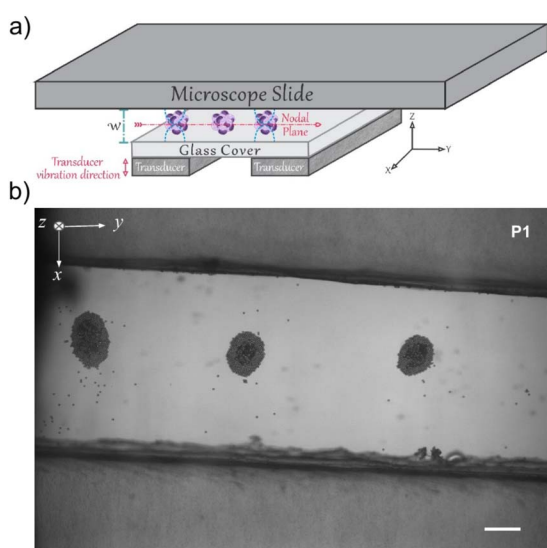 a)
Microscope Slide
w
Nodal
Plane
Glass Cover
Transducer
vibration direction
Transducer
Transducer
Z
Y
X
b)
z
y
x
P1